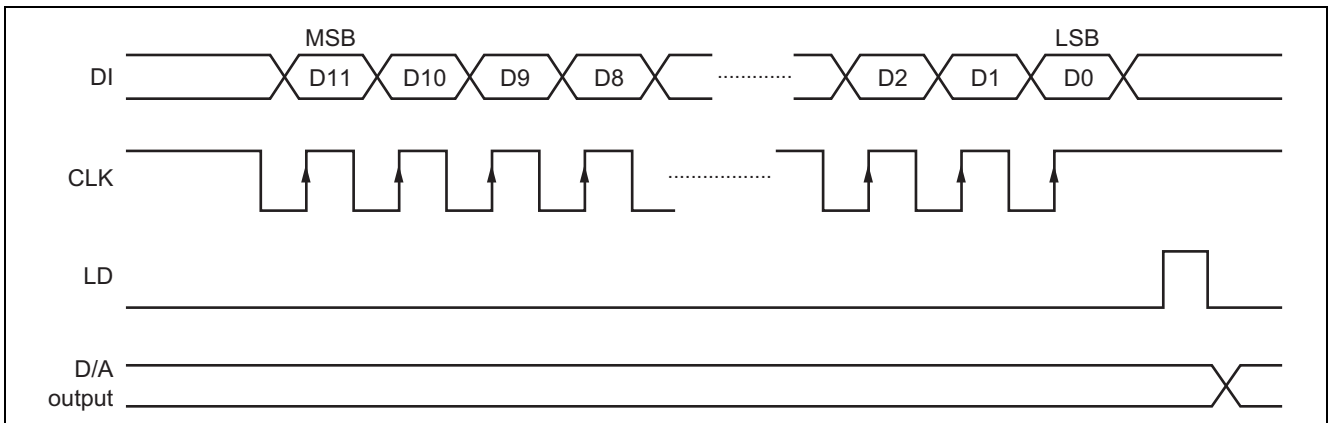 MSB LSB
DI D11 D10 D9 D8 D2 D1 D0
CLK
LD
D/A
output